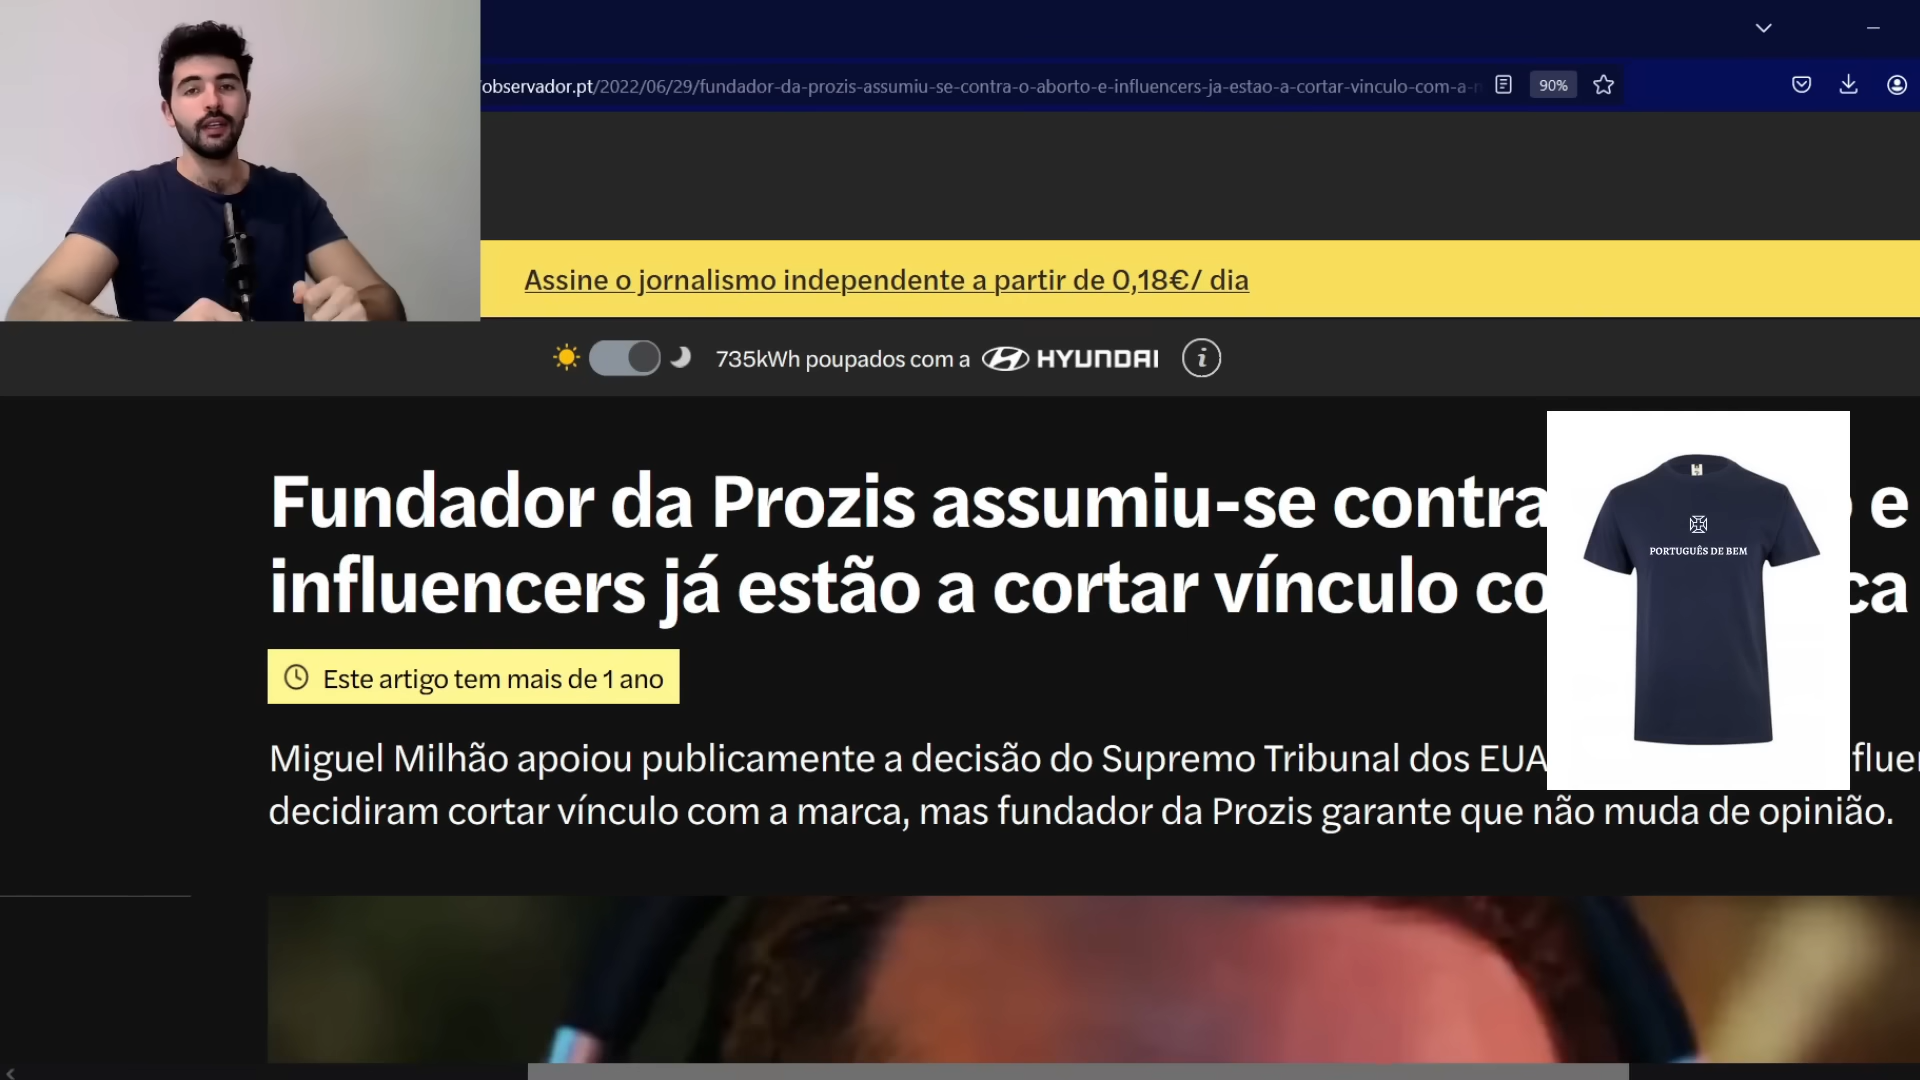 observador.pt/2022/06/29/fundador-da-prozis-assumiu-se-contra-o-aborto-e-influencers-ja-estao-a-cortar-vinculo-com-a-
90%
Assine o jornalismo independente a partir de 0,18€/ dia
735kWh poupados com a HYUNDAI
Fundador da Prozis assumiu-se contra e
influencers já estão a cortar vínculo co ca
PORTUGUÊS DE BEM
Este artigo tem mais de 1 ano
Miguel Milhão apoiou publicamente a decisão do Supremo Tribunal dos EUA fluen
decidiram cortar vínculo com a marca, mas fundador da Prozis garante que não muda de opinião.